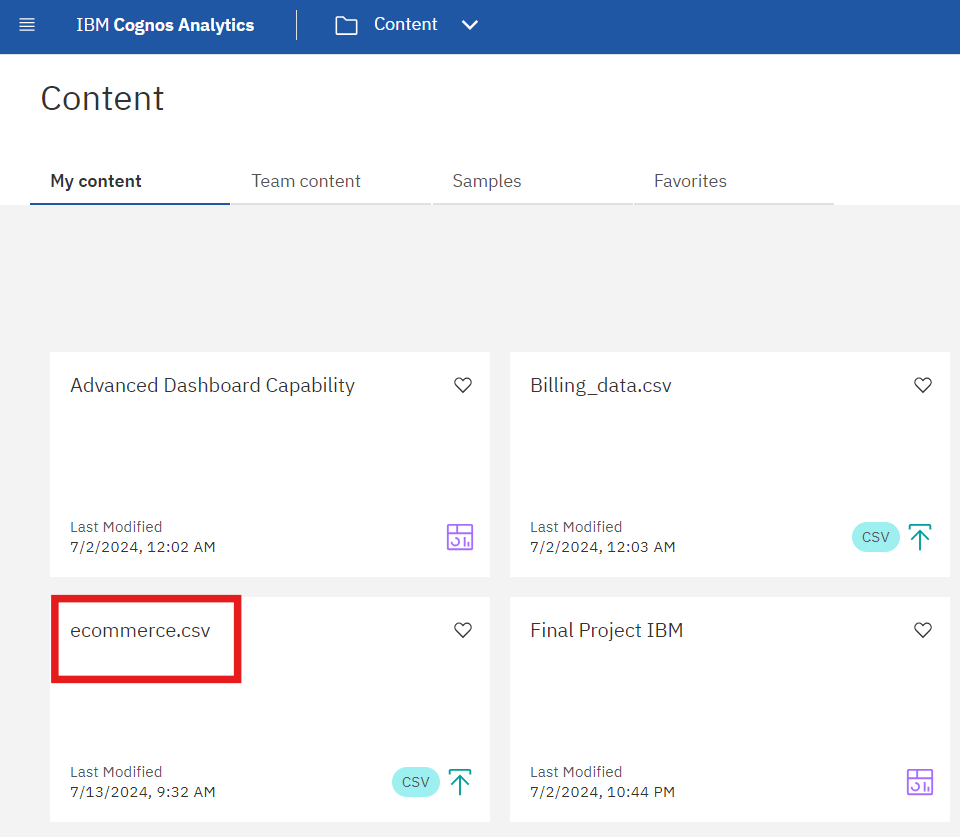 IBM Cognos Analytics Content
Content
My content Team content Samples Favorites
Advanced Dashboard Capability
Last Modified
7/2/2024, 12:02 AM
Billing_data.csv
Last Modified
7/2/2024, 12:03 AM
CSV
ecommerce.csv
Last Modified
7/13/2024, 9:32 AM
CSV
Final Project IBM
Last Modified
7/2/2024, 10:44 PM